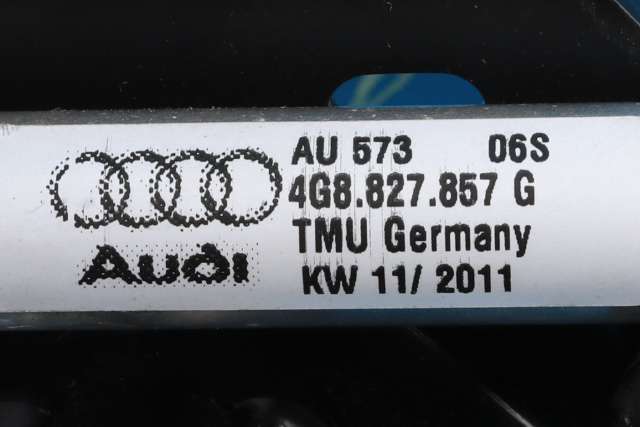 AU 573 06S
4G8.827.857 G
TMU Germany
Audi
KW 11/ 2011